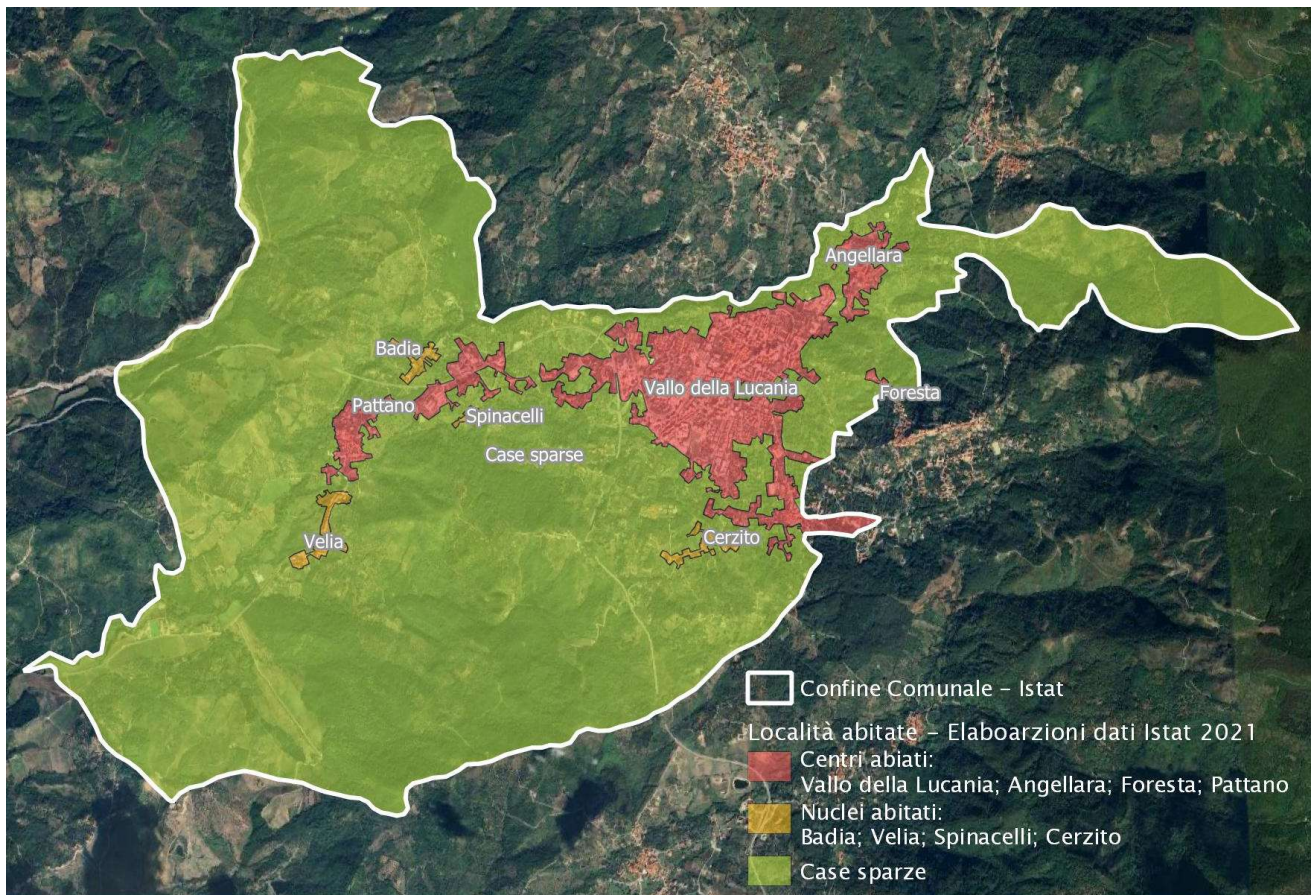 Angellara
Badia
Vallo della Lucania
Foresta
Pattano
Spinacelli
Case sparse
Cerzito
Velia
Confine Comunale - Istat
Località abitate - Elaboarzioni dati Istat 2021
Centri abiati:
Vallo della Lucania; Angellara; Foresta; Pattano
Nuclei abitati:
Badia; Velia; Spinacelli; Cerzito
Case sparze